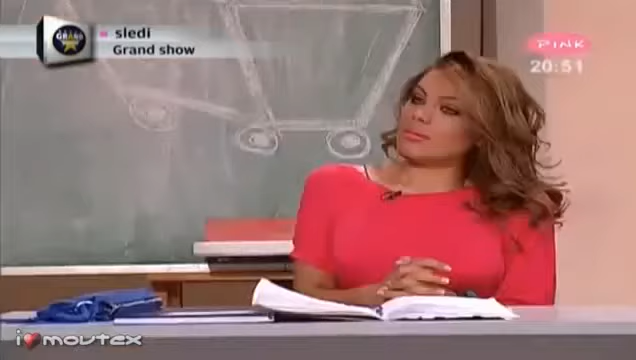 GRAND
sledi
Grand show
PINK
20:51
i♥movtex